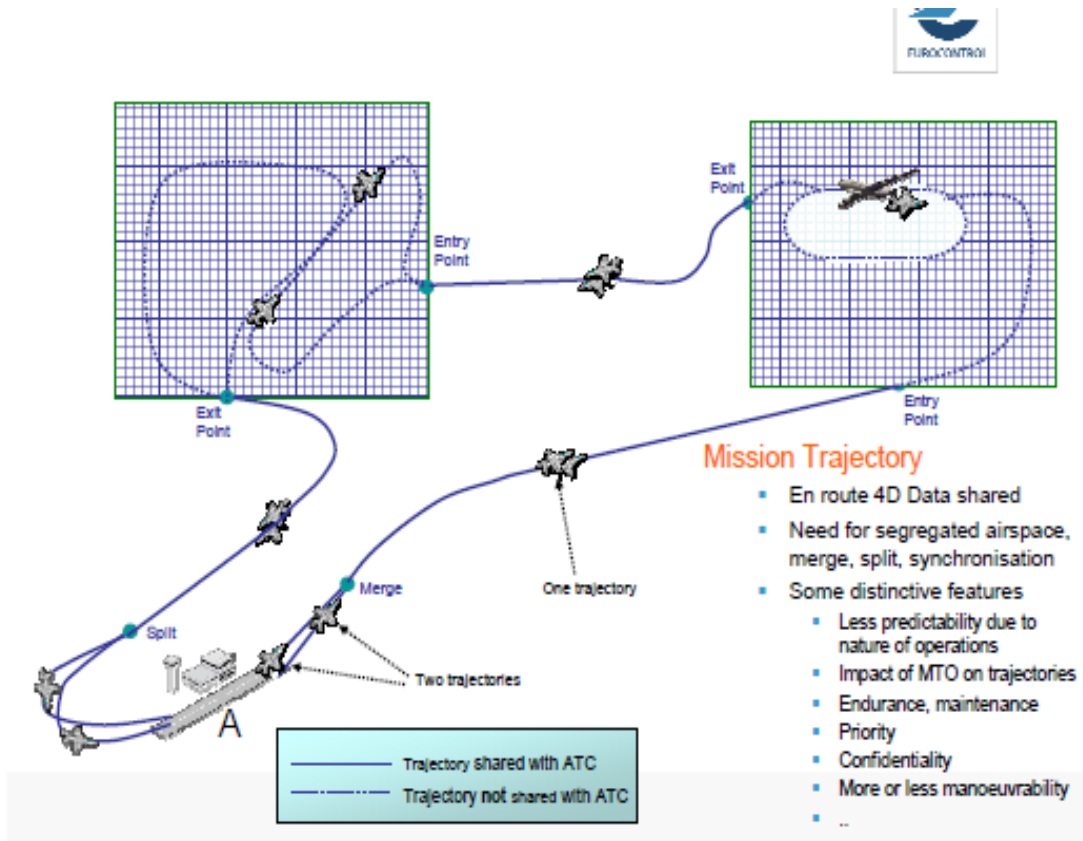 EUROCONTROL
Exit
Point
Entry
Point
Exit
Point
Entry
Point
Mission Trajectory
En route 4D Data shared
Need for segregated airspace,
merge, split, synchronisation
One trajectory
Merge
Some distinctive features
Split
Less predictability due to
nature of operations
Two trajectories
Impact of MTO on trajectories
Endurance, maintenance
A
Priority
Confidentiality
Trajectory shared with ATC
More or less manoeuvrability
Trajectory not shared with ATC
..